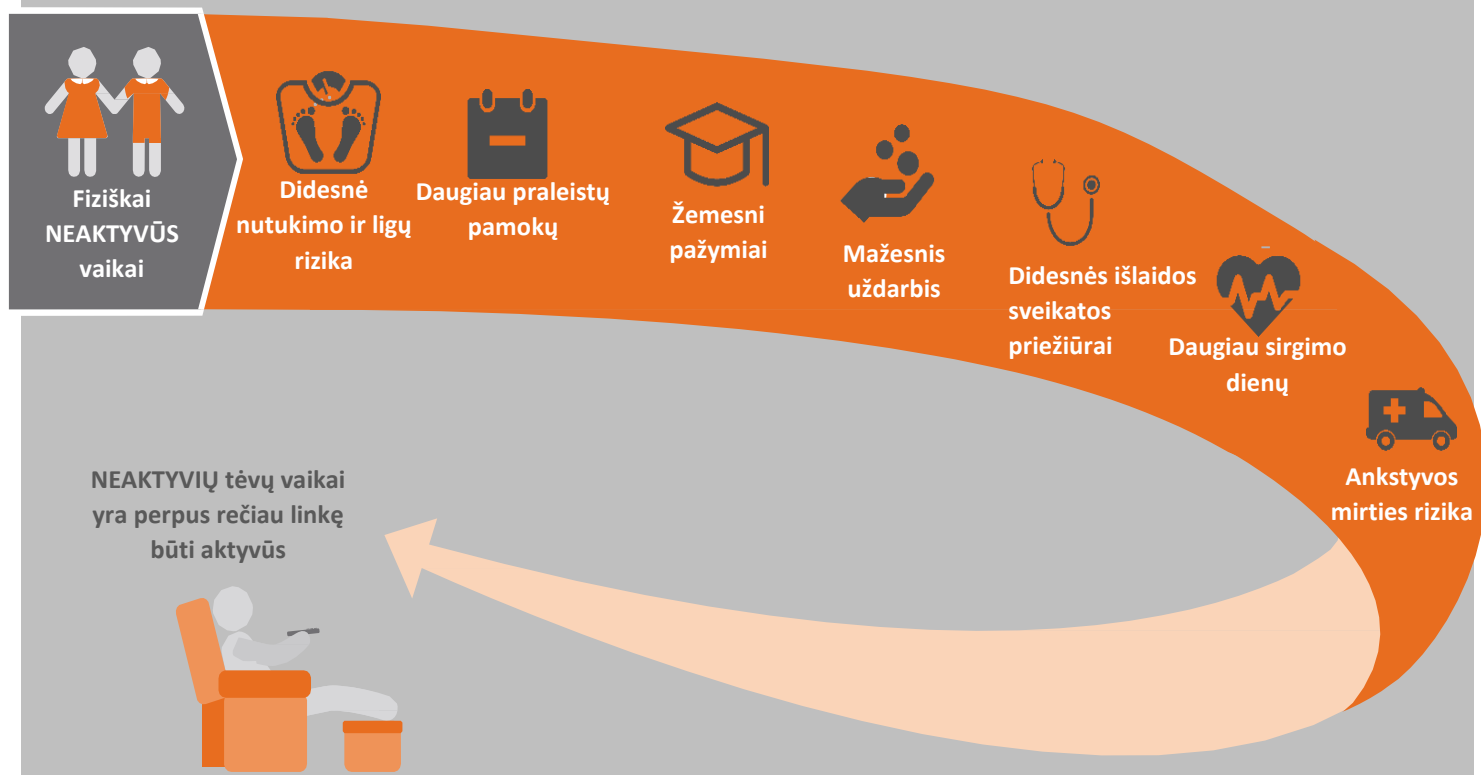 Fiziškai
NEAKTYVŪS
vaikai
Didesnė
nutukimo ir ligų
rizika
Daugiau praleistų
pamokų
Žemesni
pažymiai
Mažesnis
uždarbis
Didesnės išlaidos
sveikatos
priežiūrai
Daugiau sirgimo
dienų
Ankstyvos
mirties rizika
NEAKTYVIŲ tėvų vaikai
yra perpus rečiau linkę
būti aktyvūs